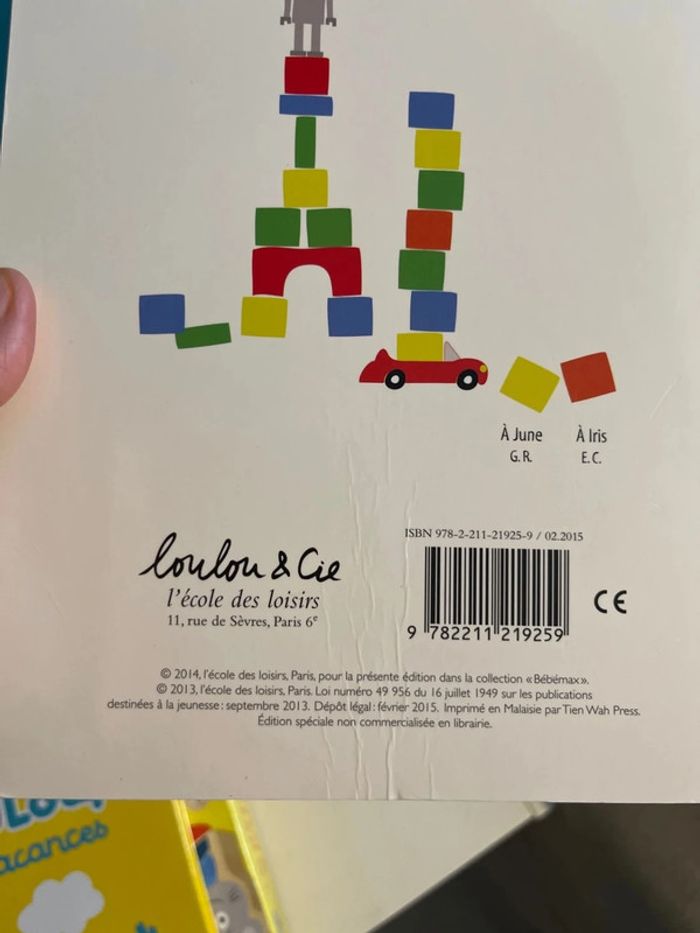 À June
G. R.
À Iris
E. C.
ISBN 978-2-211-21925-9 / 02.2015
loulou & Cie
l'école des loisirs
11, rue de Sèvres, Paris 6e
9 782211 219259
CE
© 2014, l'école des loisirs, Paris, pour la présente édition dans la collection « Bébémax ».
© 2013, l'école des loisirs, Paris. Loi numéro 49 956 du 16 juillet 1949 sur les publications
destinées à la jeunesse : septembre 2013. Dépôt légal : février 2015. Imprimé en Malaisie par Tien Wah Press.
Édition spéciale non commercialisée en librairie.
acances